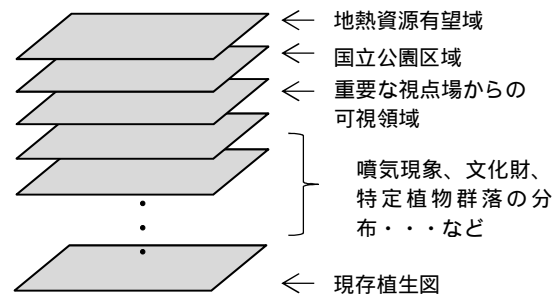 地熱資源有望域
国立公園区域
重要な視点場からの
可視領域
噴気現象、文化財、
特定植物群落の分
布・・・など
現存植生図